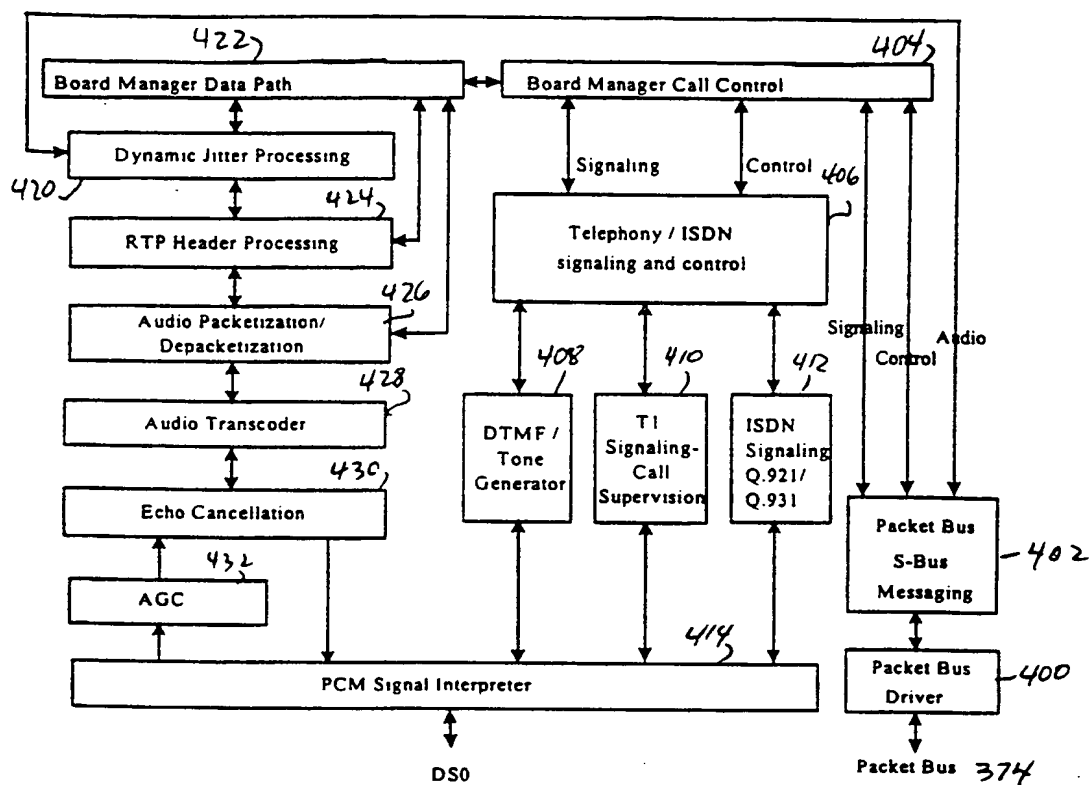 422
404
Board Manager Data Path
Board Manager Call Control
Dynamic Jitter Processing
420
Signaling
Control
406
424
RTP Header Processing
Telephony / ISDN
signaling and control
426
Audio Packetization/
Depacketization
Signaling
Control
Audio
428
408
410
412
Audio Transcoder
DTMF /
Tone
Generator
T1
Signaling-
Call
Supervision
ISDN
Signaling
Q.921/
Q.931
430
Echo Cancellation
Packet Bus
S-Bus
Messaging
402
432
AGC
414
PCM Signal Interpreter
Packet Bus
Driver
400
DS0
Packet Bus 374